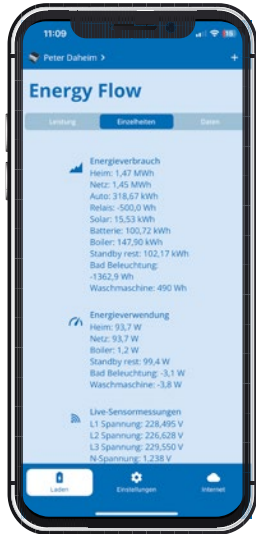 11:09
16
Peter Daheim >
+
Energy Flow
Leistung
Einzelheiten
Daten
Energieverbrauch
Heim: 1,47 MWh
Netz: 1,45 MWh
Auto: 318,67 kWh
Relais: -500,0 Wh
Solar: 15,53 kWh
Batterie: 100,72 kWh
Boiler: 147,90 kWh
Standby rest: 102,17 kWh
Bad Beleuchtung:
-1362,9 Wh
Waschmaschine: 490 Wh
Energieverwendung
Heim: 93,7 W
Netz: 93,7 W
Boiler: 1,2 W
Standby rest: 99,4 W
Bad Beleuchtung: -3,1 W
Waschmaschine: -3,8 W
Live-Sensormessungen
L1 Spannung: 228,495 V
L2 Spannung: 226,628 V
L3 Spannung: 229,550 V
N-Spannung: 1,238 V
Laden
Einstellungen
Internet